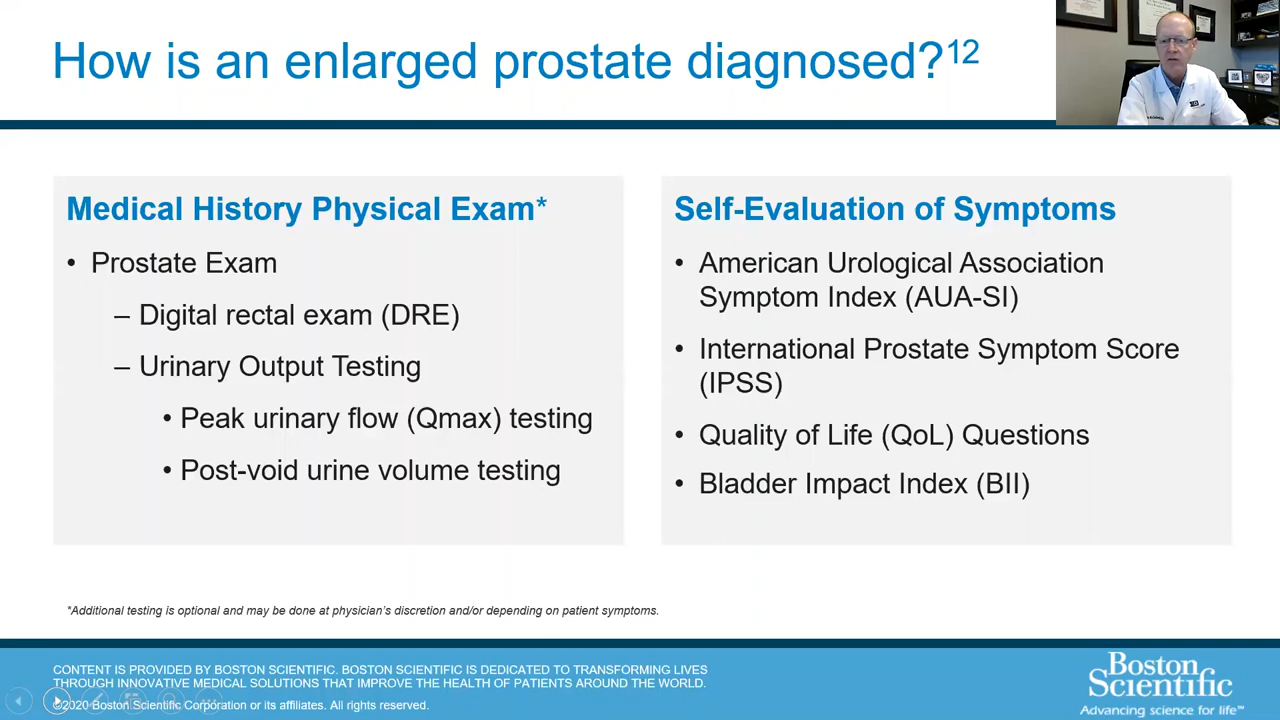 How is an enlarged prostate diagnosed?12
Medical History Physical Exam*
• Prostate Exam
– Digital rectal exam (DRE)
– Urinary Output Testing
• Peak urinary flow (Qmax) testing
• Post-void urine volume testing
Self-Evaluation of Symptoms
• American Urological Association
Symptom Index (AUA-SI)
• International Prostate Symptom Score
(IPSS)
• Quality of Life (QoL) Questions
• Bladder Impact Index (BII)
*Additional testing is optional and may be done at physician's discretion and/or depending on patient symptoms.
CONTENT IS PROVIDED BY BOSTON SCIENTIFIC. BOSTON SCIENTIFIC IS DEDICATED TO TRANSFORMING LIVES
THROUGH INNOVATIVE MEDICAL SOLUTIONS THAT IMPROVE THE HEALTH OF PATIENTS AROUND THE WORLD.
©2020 Boston Scientific Corporation or its affiliates. All rights reserved.
Boston
Scientific
Advancing science for life™